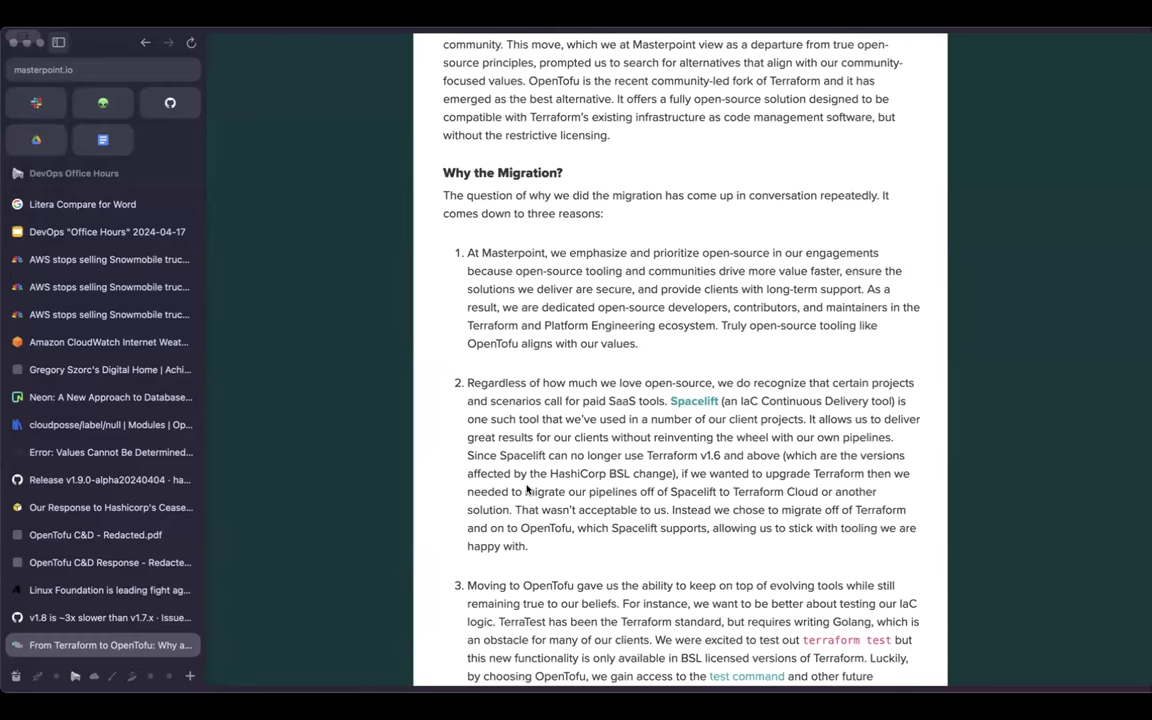 masterpoint.io
DevOps Office Hours
Litera Compare for Word
DevOps "Office Hours" 2024-04-17
AWS stops selling Snowmobile truc...
AWS stops selling Snowmobile truc...
AWS stops selling Snowmobile truc...
Amazon CloudWatch Internet Weat...
Gregory Szorc's Digital Home | Achi...
Neon: A New Approach to Database...
cloudposse/label/null | Modules | Op...
Error: Values Cannot Be Determined...
Release v1.9.0-alpha20240404 · ha...
Our Response to Hashicorp's Cease...
OpenTofu C&D - Redacted.pdf
OpenTofu C&D Response - Redacte...
Linux Foundation is leading fight ag...
v1.8 is ~3x slower than v1.7.x · Issue...
From Terraform to OpenTofu: Why a...
community. This move, which we at Masterpoint view as a departure from true open-
source principles, prompted us to search for alternatives that align with our community-
focused values. OpenTofu is the recent community-led fork of Terraform and it has
emerged as the best alternative. It offers a fully open-source solution designed to be
compatible with Terraform's existing infrastructure as code management software, but
without the restrictive licensing.
Why the Migration?
The question of why we did the migration has come up in conversation repeatedly. It
comes down to three reasons:
1. At Masterpoint, we emphasize and prioritize open-source in our engagements
because open-source tooling and communities drive more value faster, ensure the
solutions we deliver are secure, and provide clients with long-term support. As a
result, we are dedicated open-source developers, contributors, and maintainers in the
Terraform and Platform Engineering ecosystem. Truly open-source tooling like
OpenTofu aligns with our values.
2. Regardless of how much we love open-source, we do recognize that certain projects
and scenarios call for paid SaaS tools. Spacelift (an IaC Continuous Delivery tool) is
one such tool that we've used in a number of our client projects. It allows us to deliver
great results for our clients without reinventing the wheel with our own pipelines.
Since Spacelift can no longer use Terraform v1.6 and above (which are the versions
affected by the HashiCorp BSL change), if we wanted to upgrade Terraform then we
needed to migrate our pipelines off of Spacelift to Terraform Cloud or another
solution. That wasn't acceptable to us. Instead we chose to migrate off of Terraform
and on to OpenTofu, which Spacelift supports, allowing us to stick with tooling we are
happy with.
3. Moving to OpenTofu gave us the ability to keep on top of evolving tools while still
remaining true to our beliefs. For instance, we want to be better about testing our IaC
logic. TerraTest has been the Terraform standard, but requires writing Golang, which is
an obstacle for many of our clients. We were excited to test out terraform test but
this new functionality is only available in BSL licensed versions of Terraform. Luckily,
by choosing OpenTofu, we gain access to the test command and other future